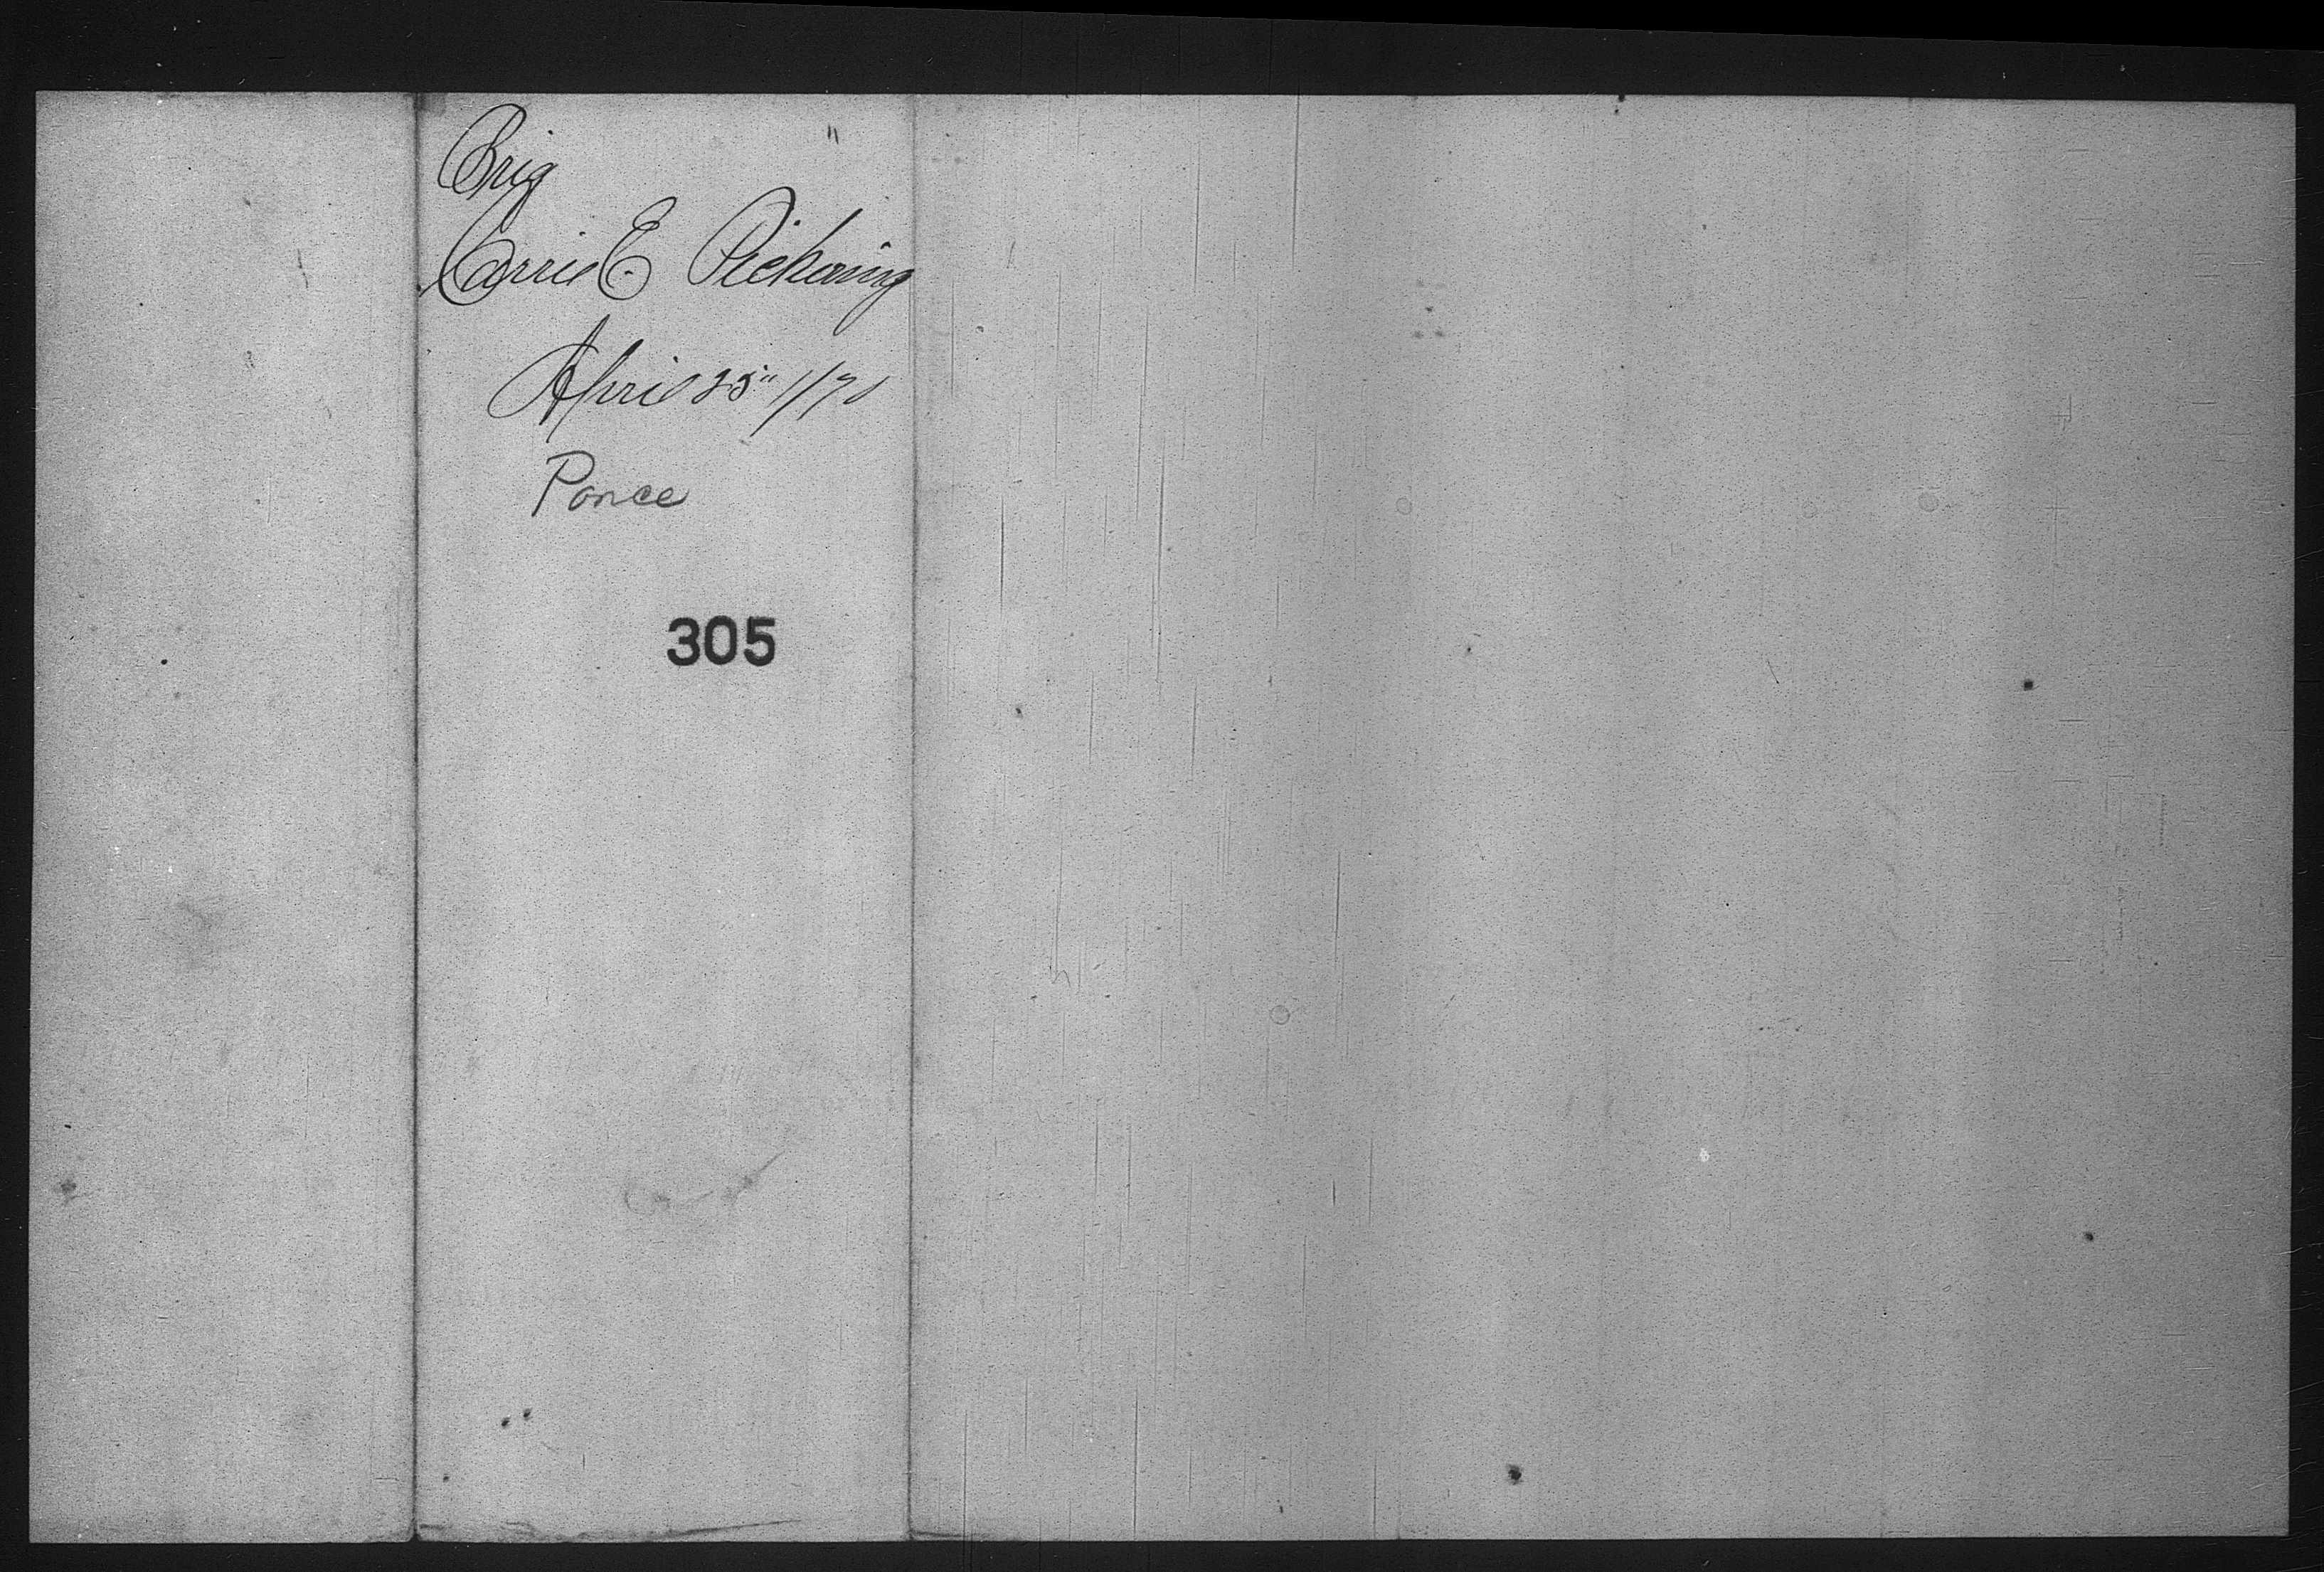 Brig
Carrie E. Pickering
April 25" 1/71
Ponce
305